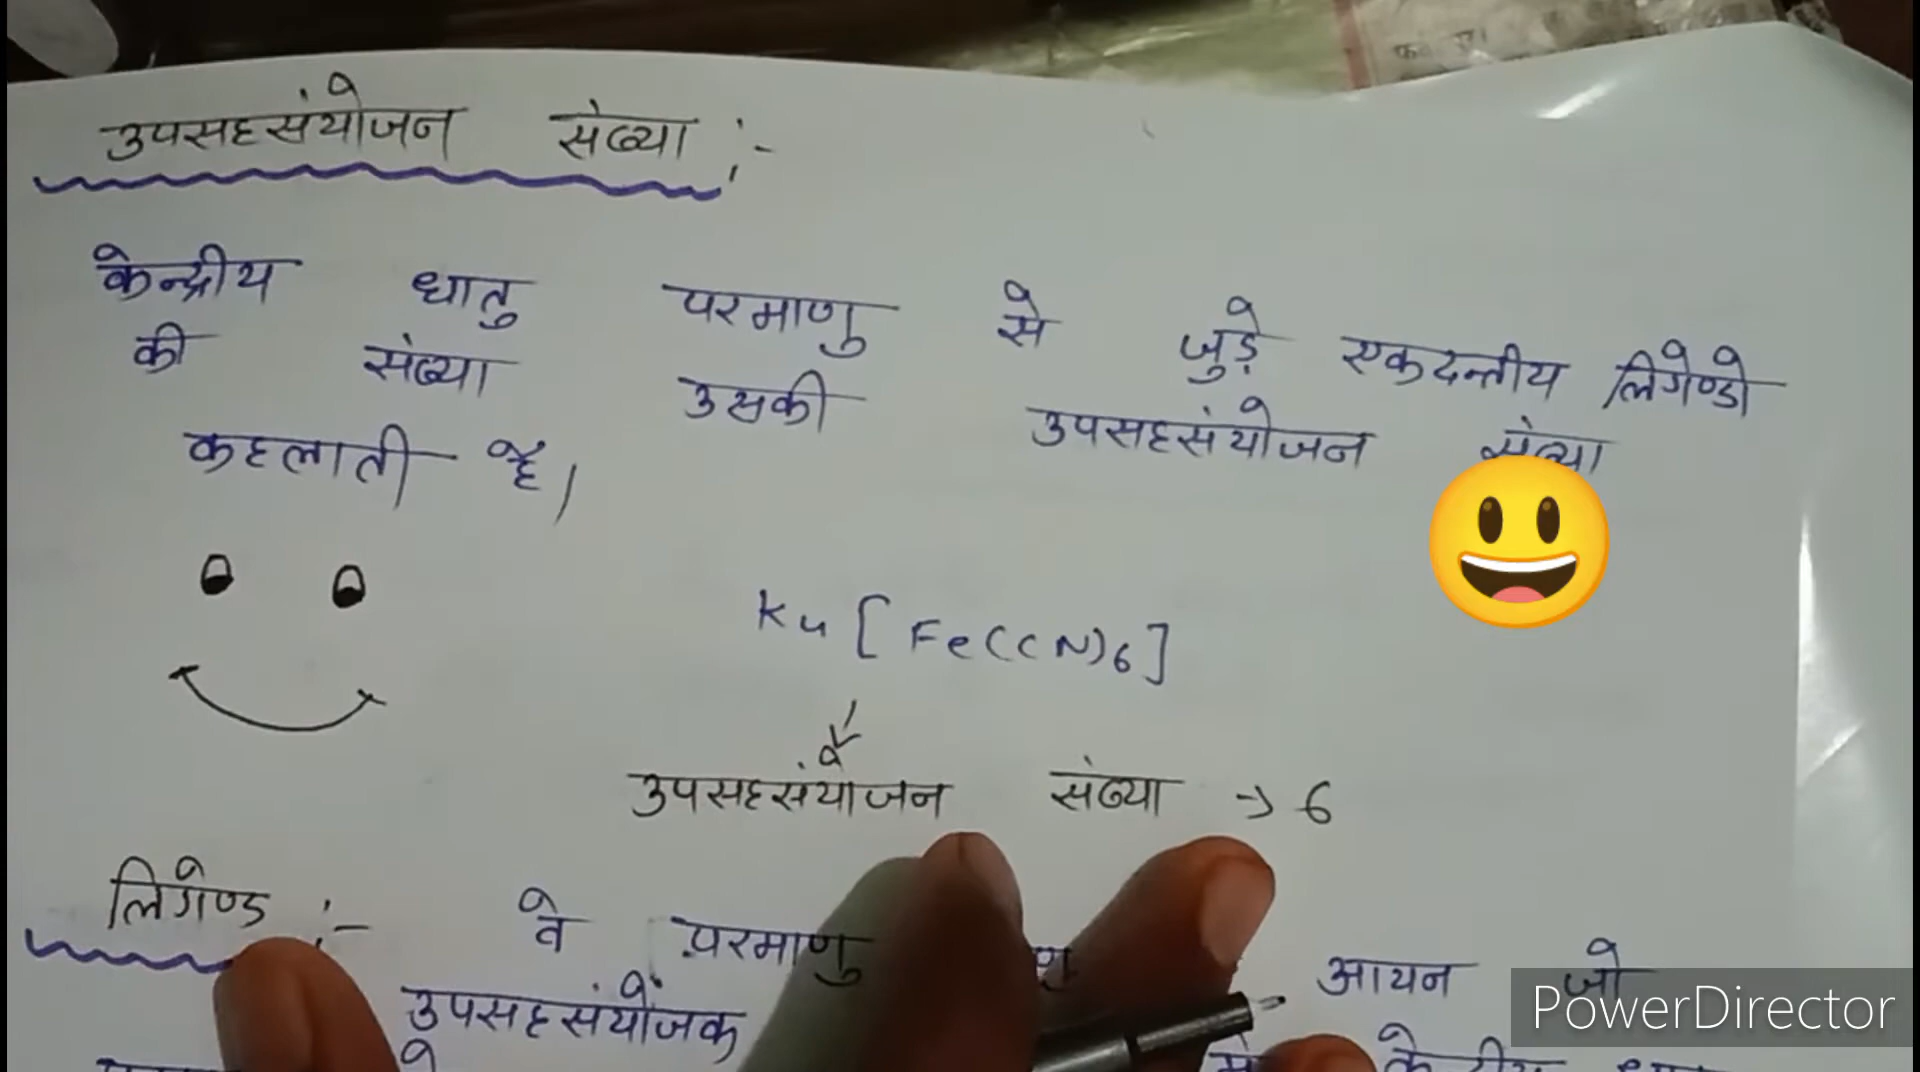 उपसहसंयोजन संख्या :-
केन्द्रीय धातु परमाणु से जुड़े एकदन्तीय लिगेण्डो
की संख्या उसकी उपसहसंयोजन संख्या
कहलाती है।
K4 [Fe(CN)6]
उपसहसंयोजन संख्या → 6
लिगेण्ड :- वे परमाणु आयन जो
उपसहसंयोजक
PowerDirector